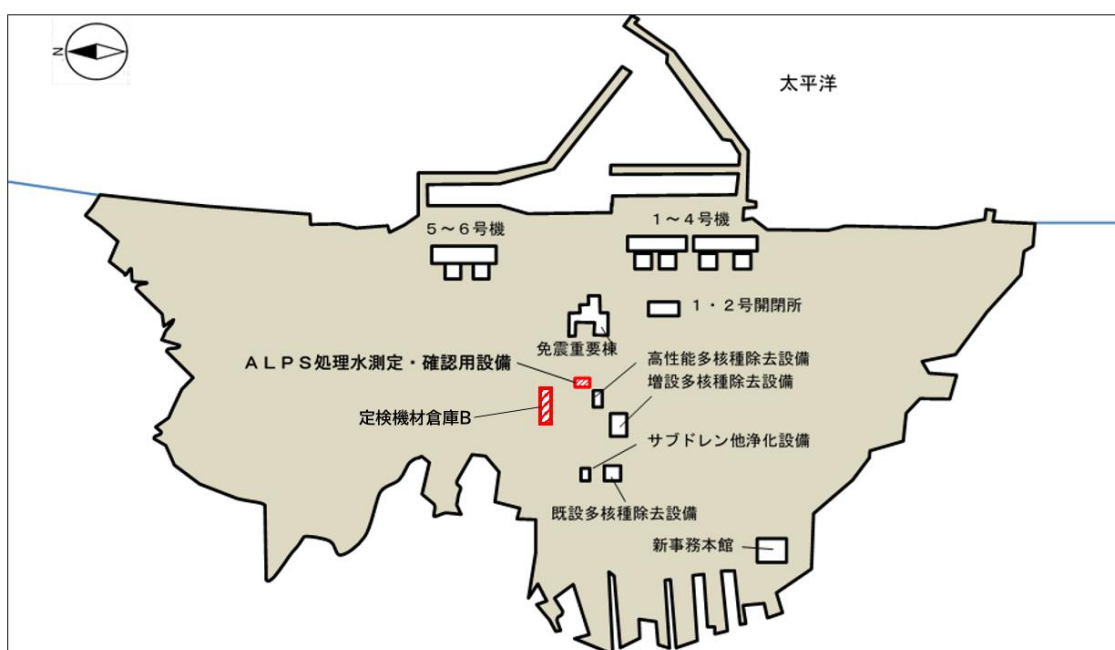 N
太平洋
5～6号機
1～4号機
1・2号開閉所
免震重要棟
高性能多核種除去設備
ALPS処理水測定・確認用設備
増設多核種除去設備
定検機材倉庫B
サブドレン他浄化設備
既設多核種除去設備
新事務本館